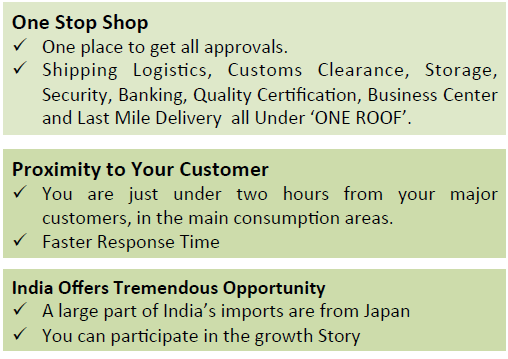 One Stop Shop
✓ One place to get all approvals.
✓ Shipping Logistics, Customs Clearance, Storage,
Security, Banking, Quality Certification, Business Center
and Last Mile Delivery all Under ‘ONE ROOF’.
Proximity to Your Customer
✓ You are just under two hours from your major
customers, in the main consumption areas.
✓ Faster Response Time
India Offers Tremendous Opportunity
✓ A large part of India’s imports are from Japan
✓ You can participate in the growth Story